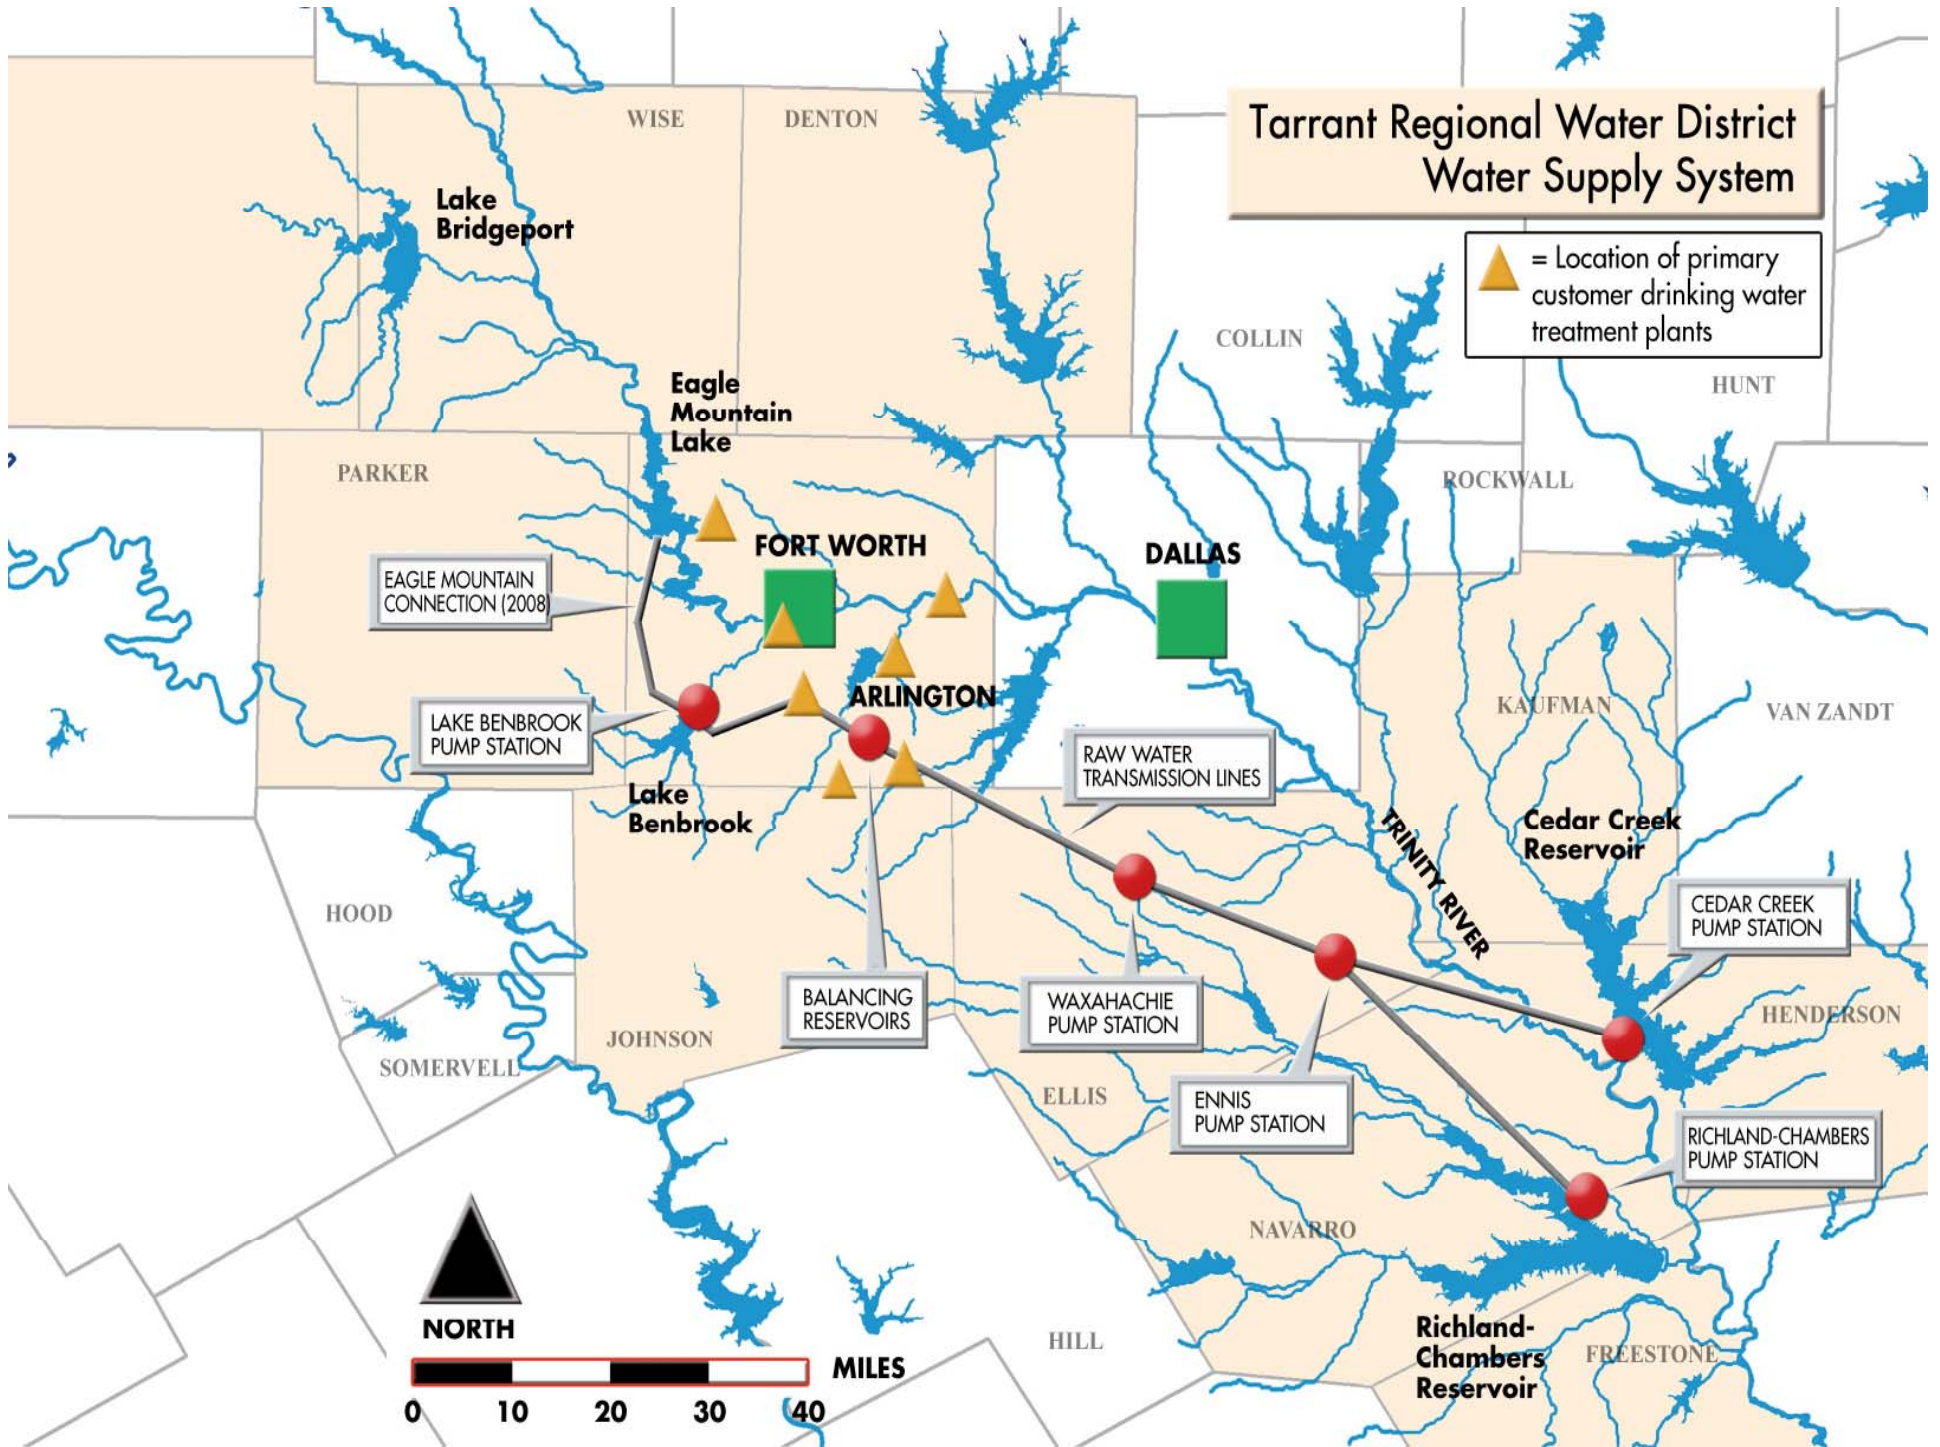 WISE
DENTON
Tarrant Regional Water District
Water Supply System
Lake
Bridgeport
= Location of primary
customer drinking water
treatment plants
COLLIN
HUNT
Eagle
Mountain
Lake
PARKER
ROCKWALL
FORT WORTH
DALLAS
EAGLE MOUNTAIN
CONNECTION (2008)
ARLINGTON
KAUFMAN
VAN ZANDT
LAKE BENBROOK
PUMP STATION
RAW WATER
TRANSMISSION LINES
Lake
Benbrook
TRINITY RIVER
Cedar Creek
Reservoir
HOOD
CEDAR CREEK
PUMP STATION
BALANCING
RESERVOIRS
WAXAHACHIE
PUMP STATION
HENDERSON
JOHNSON
SOMERVELL
ELLIS
ENNIS
PUMP STATION
RICHLAND-CHAMBERS
PUMP STATION
NAVARRO
NORTH
HILL
Richland-
Chambers
Reservoir
FREESTONE
MILES
0 10 20 30 40